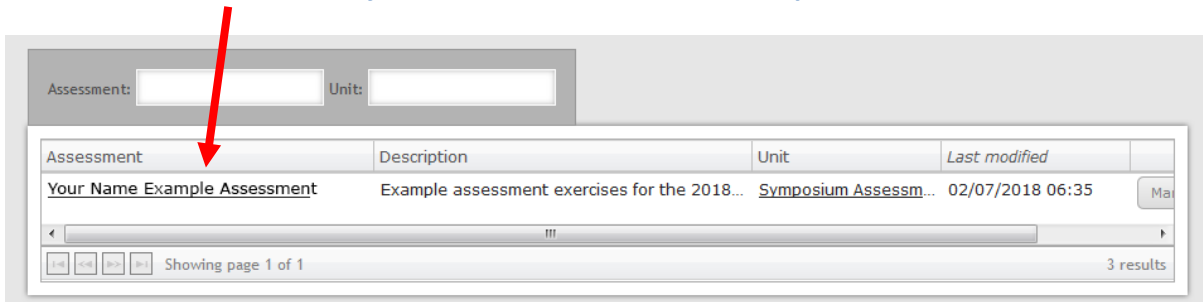 Assessment: Unit:
Assessment Description Unit Last modified
Your Name Example Assessment Example assessment exercises for the 2018... Symposium Assessm... 02/07/2018 06:35
Showing page 1 of 1 3 results